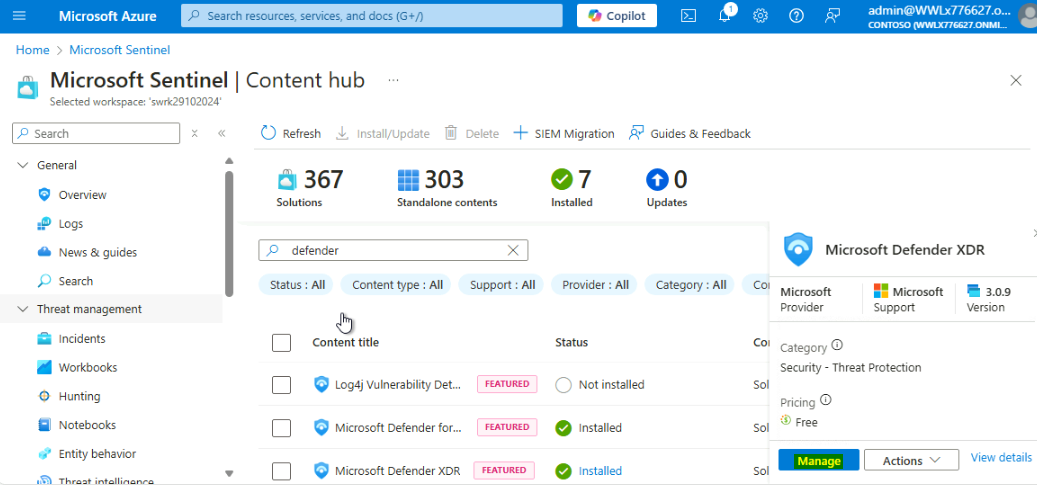 Microsoft Azure
Search resources, services, and docs (G+/)
Copilot
1
admin@WWLx776627.o...
CONTOSO (WWLX776627.ONMI...
Home > Microsoft Sentinel
Microsoft Sentinel | Content hub ...
Selected workspace: 'swrk29102024'
Search
Refresh
Install/Update
Delete
SIEM Migration
Guides & Feedback
General
Overview
Logs
News & guides
Search
Threat management
Incidents
Workbooks
Hunting
Notebooks
Entity behavior
Threat intelligence
367
Solutions
303
Standalone contents
7
Installed
0
Updates
defender
Status : All
Content type : All
Support : All
Provider : All
Category : All
Co
Content title
Status
Co
Log4j Vulnerability Det...
FEATURED
Not installed
Sol
Microsoft Defender for...
FEATURED
Installed
Sol
Microsoft Defender XDR
FEATURED
Installed
Sol
Microsoft Defender XDR
Microsoft
Provider
Microsoft
Support
3.0.9
Version
Category
Security - Threat Protection
Pricing
Free
Manage
Actions
View details